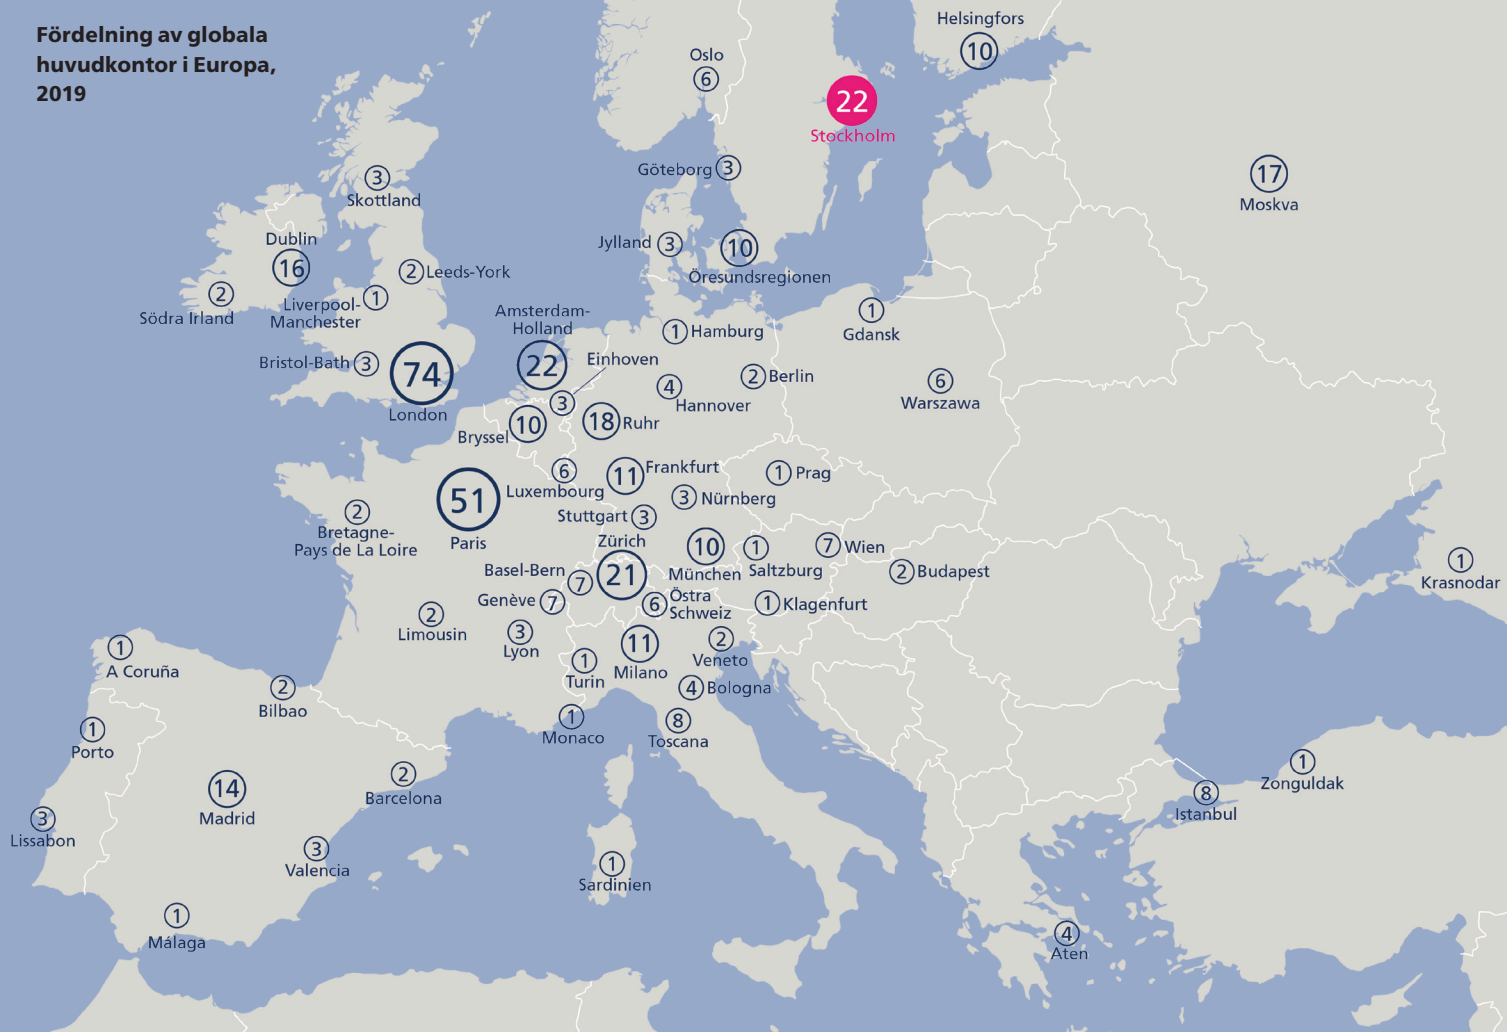 Fördelning av globala
huvudkontor i Europa,
2019
Helsingfors
10
Oslo
6
22
Stockholm
Göteborg 3
17
Moskva
3
Skottland
Dublin
16
Jylland 3
10
Öresundsregionen
2 Leeds-York
2
Södra Irland
1
Liverpool-
Manchester
Amsterdam-
Holland
22
1
Gdansk
1 Hamburg
Bristol-Bath 3
74
London
Einhoven
3
4
Hannover
2 Berlin
6
Warszawa
Bryssel 10
18 Ruhr
6
Luxembourg
11 Frankfurt
1 Prag
3 Nürnberg
51
Paris
2
Bretagne-
Pays de La Loire
Stuttgart 3
Zürich
21
10
München
1
Saltzburg
7 Wien
2 Budapest
1
Krasnodar
Basel-Bern
7
Genève 7
6 Östra
Schweiz
1 Klagenfurt
2
Limousin
3
Lyon
11
Milano
2
Veneto
1
Turin
4 Bologna
1
A Coruña
2
Bilbao
1
Monaco
8
Toscana
1
Porto
14
Madrid
2
Barcelona
1
Zonguldak
8
Istanbul
3
Lissabon
3
Valencia
1
Sardinien
1
Málaga
4
Aten